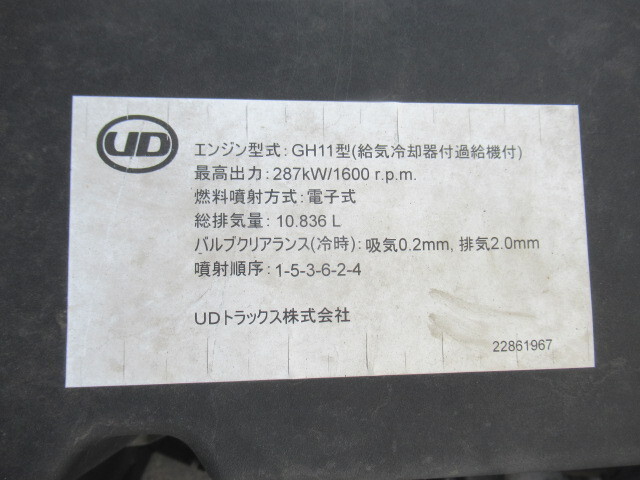 UD
エンジン型式：GH11型(給気冷却器付過給機付)
最高出力：287kW/1600 r.p.m.
燃料噴射方式：電子式
総排気量：10.836 L
バルブクリアランス(冷時)：吸気0.2mm, 排気2.0mm
噴射順序：1-5-3-6-2-4
UDトラックス株式会社
22861967